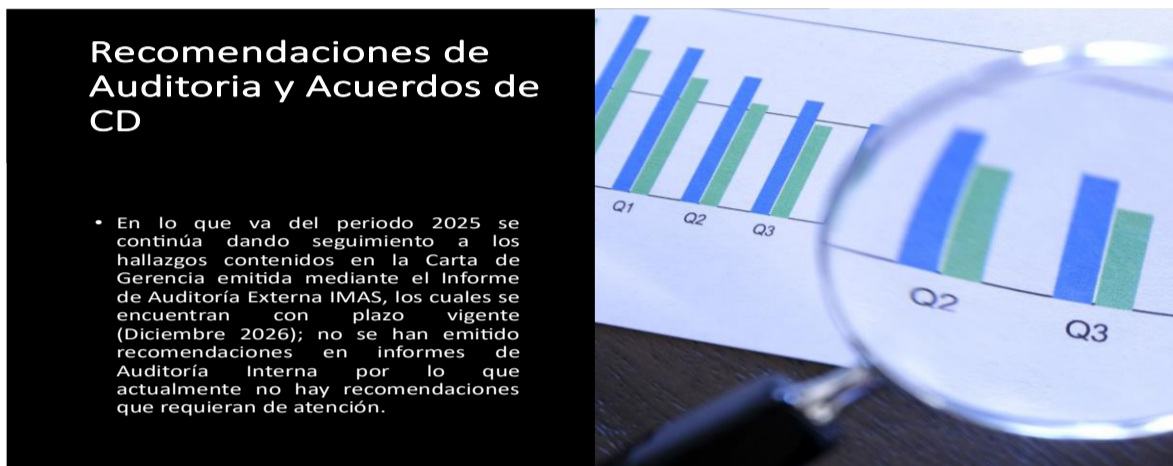 Recomendaciones de
Auditoria y Acuerdos de
CD
• En lo que va del periodo 2025 se
continúa dando seguimiento a los
hallazgos contenidos en la Carta de
Gerencia emitida mediante el Informe
de Auditoría Externa IMAS, los cuales se
encuentran con plazo vigente
(Diciembre 2026); no se han emitido
recomendaciones en informes de
Auditoría Interna por lo que
actualmente no hay recomendaciones
que requieran de atención.
Q1
Q2
Q3
Q2
Q3